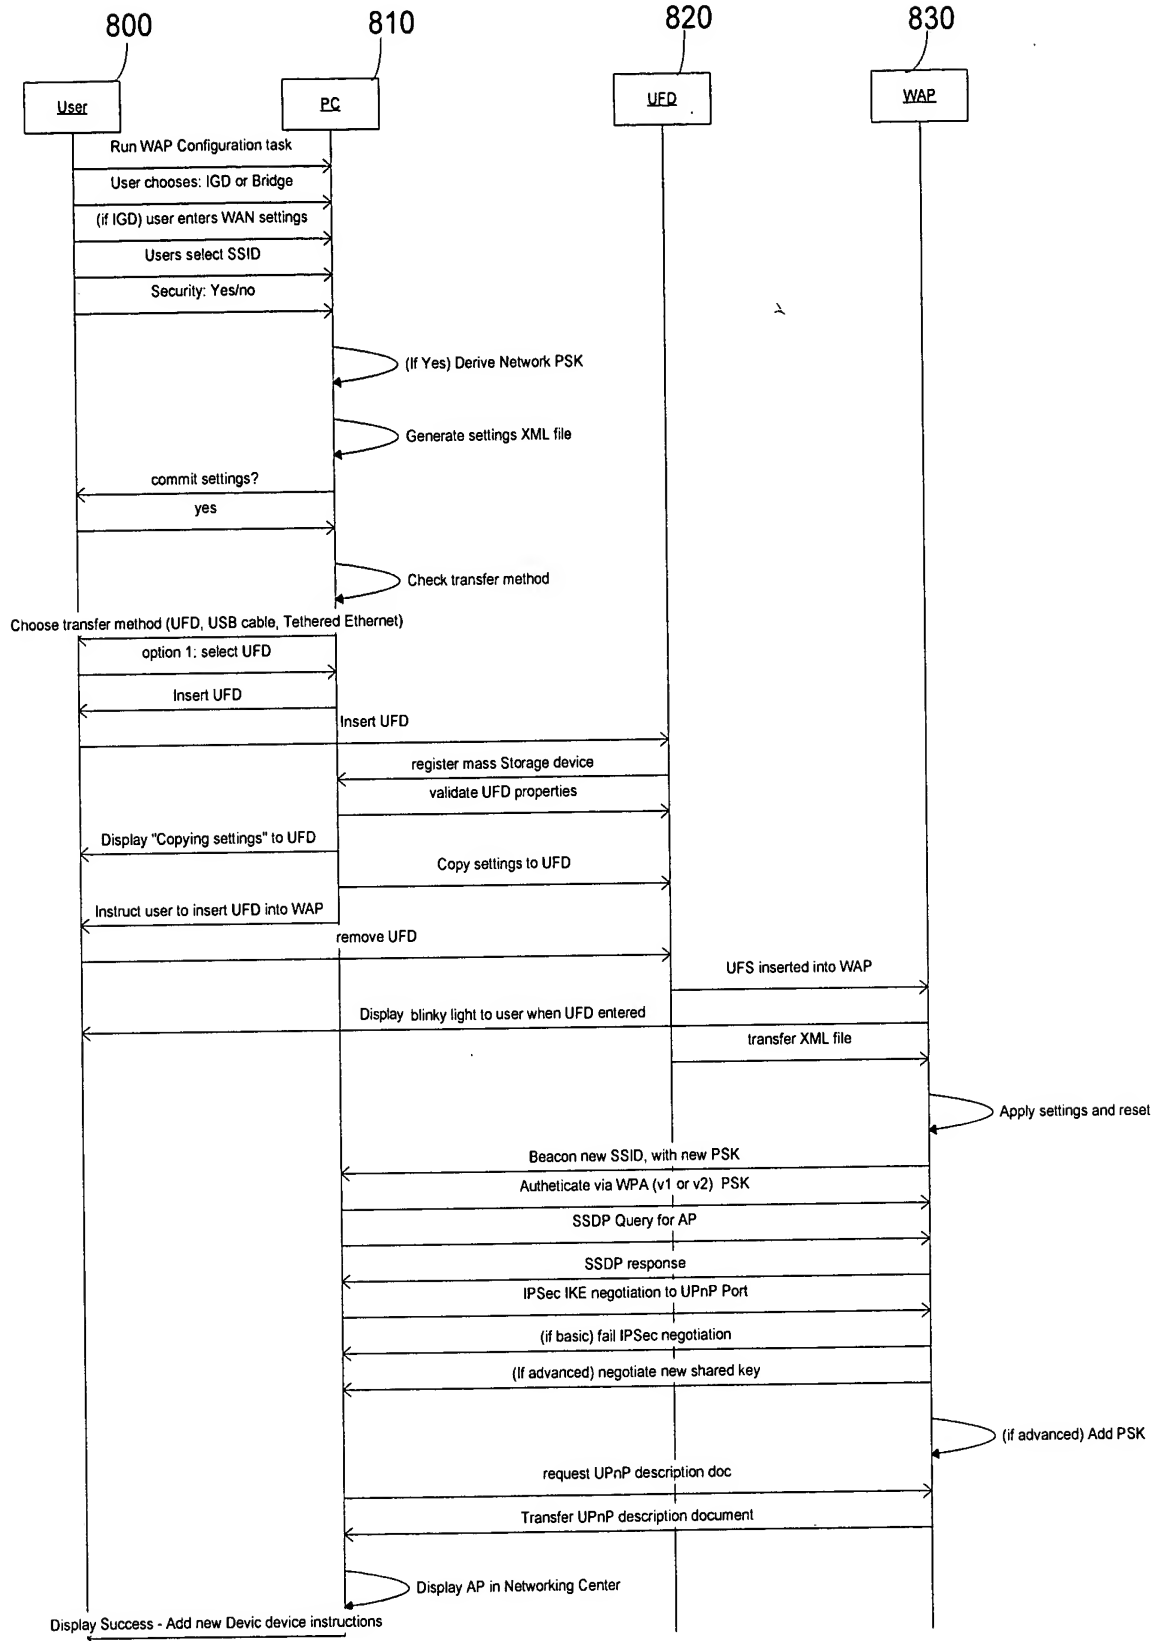 800
810
820
830
User
PC
UFD
WAP
Run WAP Configuration task
User chooses: IGD or Bridge
(if IGD) user enters WAN settings
Users select SSID
Security: Yes/no
(If Yes) Derive Network PSK
Generate settings XML file
commit settings?
yes
Check transfer method
Choose transfer method (UFD, USB cable, Tethered Ethernet)
option 1: select UFD
Insert UFD
Insert UFD
register mass Storage device
validate UFD properties
Display "Copying settings" to UFD
Copy settings to UFD
Instruct user to insert UFD into WAP
remove UFD
UFS inserted into WAP
Display blinky light to user when UFD entered
transfer XML file
Apply settings and reset
Beacon new SSID, with new PSK
Autheticate via WPA (v1 or v2) PSK
SSDP Query for AP
SSDP response
IPSec IKE negotiation to UPnP Port
(if basic) fail IPSec negotiation
(If advanced) negotiate new shared key
(if advanced) Add PSK
request UPnP description doc
Transfer UPnP description document
Display AP in Networking Center
Display Success - Add new Devic device instructions